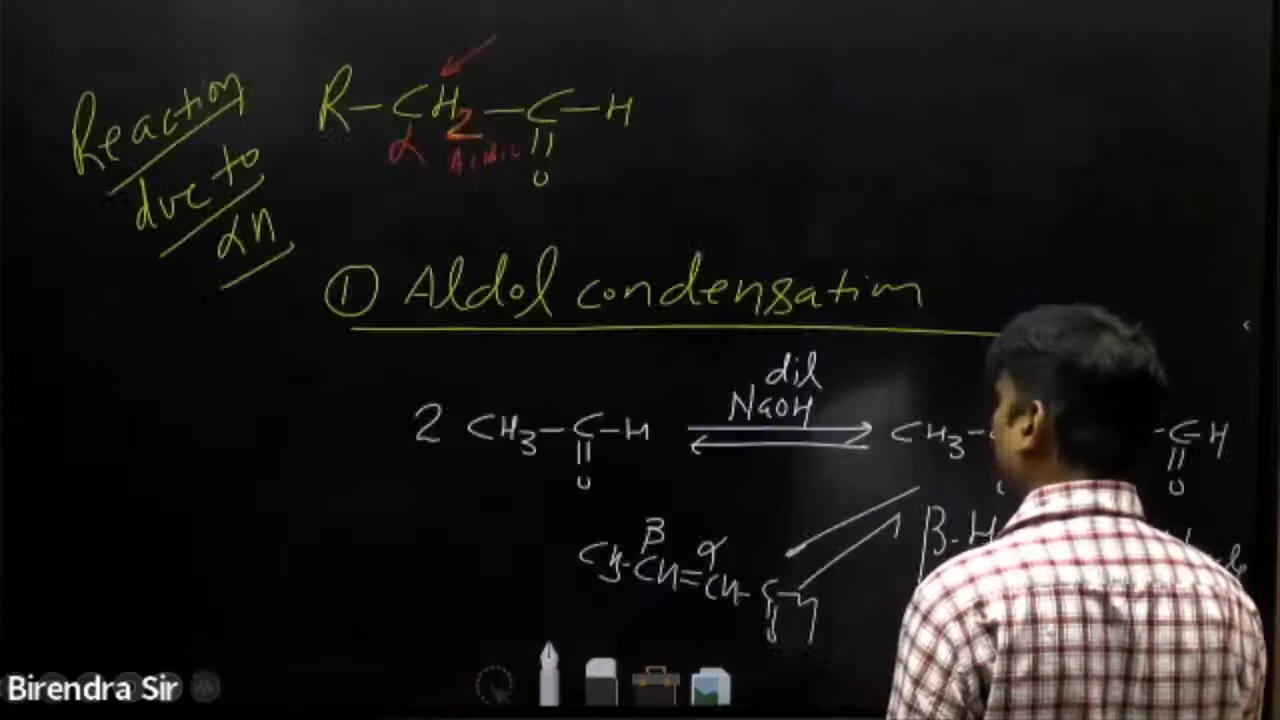 Reaction
due to
αH
R-CH2-C-H
α Acidic ||
O
① Aldol condensation
dil
NaOH
2 CH3-C-H ⇌ CH3- -CH
|| ||
O O
β α
CH3-CH=CH-C-H
||
O
β-H
Birendra Sir